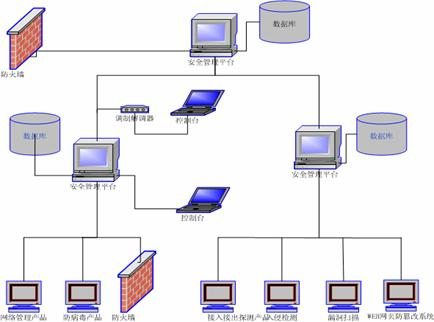 数据库
安全管理平台
防火墙
调制解调器
控制台
数据库
数据库
安全管理平台
安全管理平台
控制台
网络管理产品
防病毒产品
防火墙
接入接出探测产品
入侵检测
漏洞扫描
WEB网页防篡改系统